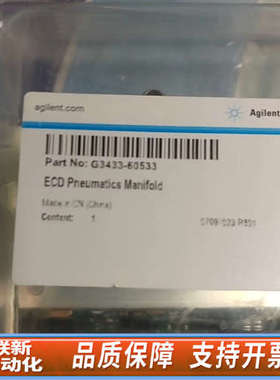 agilent.com
Agilent
Part No: G3433-60533
ECD Pneumatics Manifold
Made in CN (China)
Content: 1
联新
动化
品质保障 支持开票